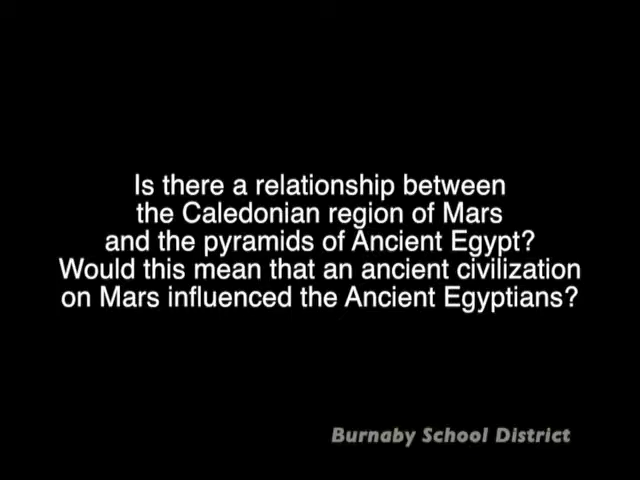 Is there a relationship between
the Caledonian region of Mars
and the pyramids of Ancient Egypt?
Would this mean that an ancient civilization
on Mars influenced the Ancient Egyptians?
Burnaby School District